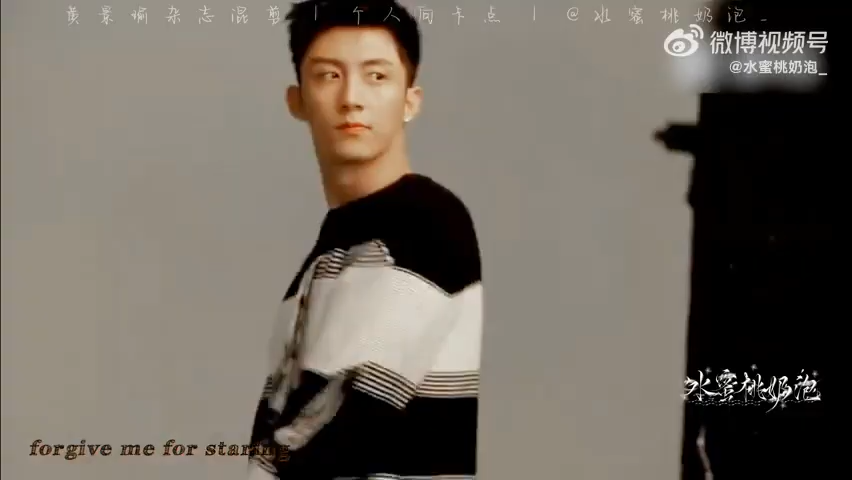 黄景瑜杂志混剪 | 个人向卡点 | @水蜜桃奶泡_
微博视频号
@水蜜桃奶泡_
水蜜桃奶泡
forgive me for staring